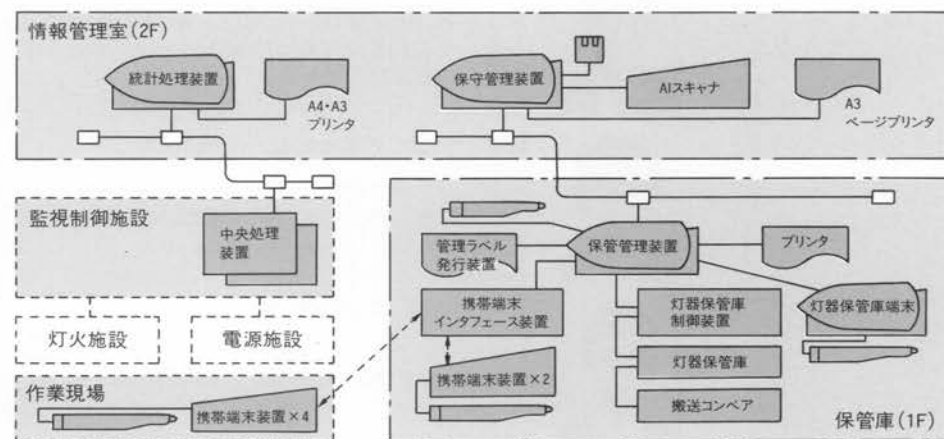 情報管理室(2F)
統計処理装置
A4・A3
プリンタ
保守管理装置
AIスキャナ
A3
ページプリンタ
監視制御施設
中央処理
装置
灯火施設
電源施設
作業現場
携帯端末装置×4
管理ラベル
発行装置
保管管理装置
プリンタ
携帯端末
インタフェース装置
灯器保管庫
制御装置
灯器保管庫端末
携帯端末装置×2
灯器保管庫
搬送コンベア
保管庫(1F)